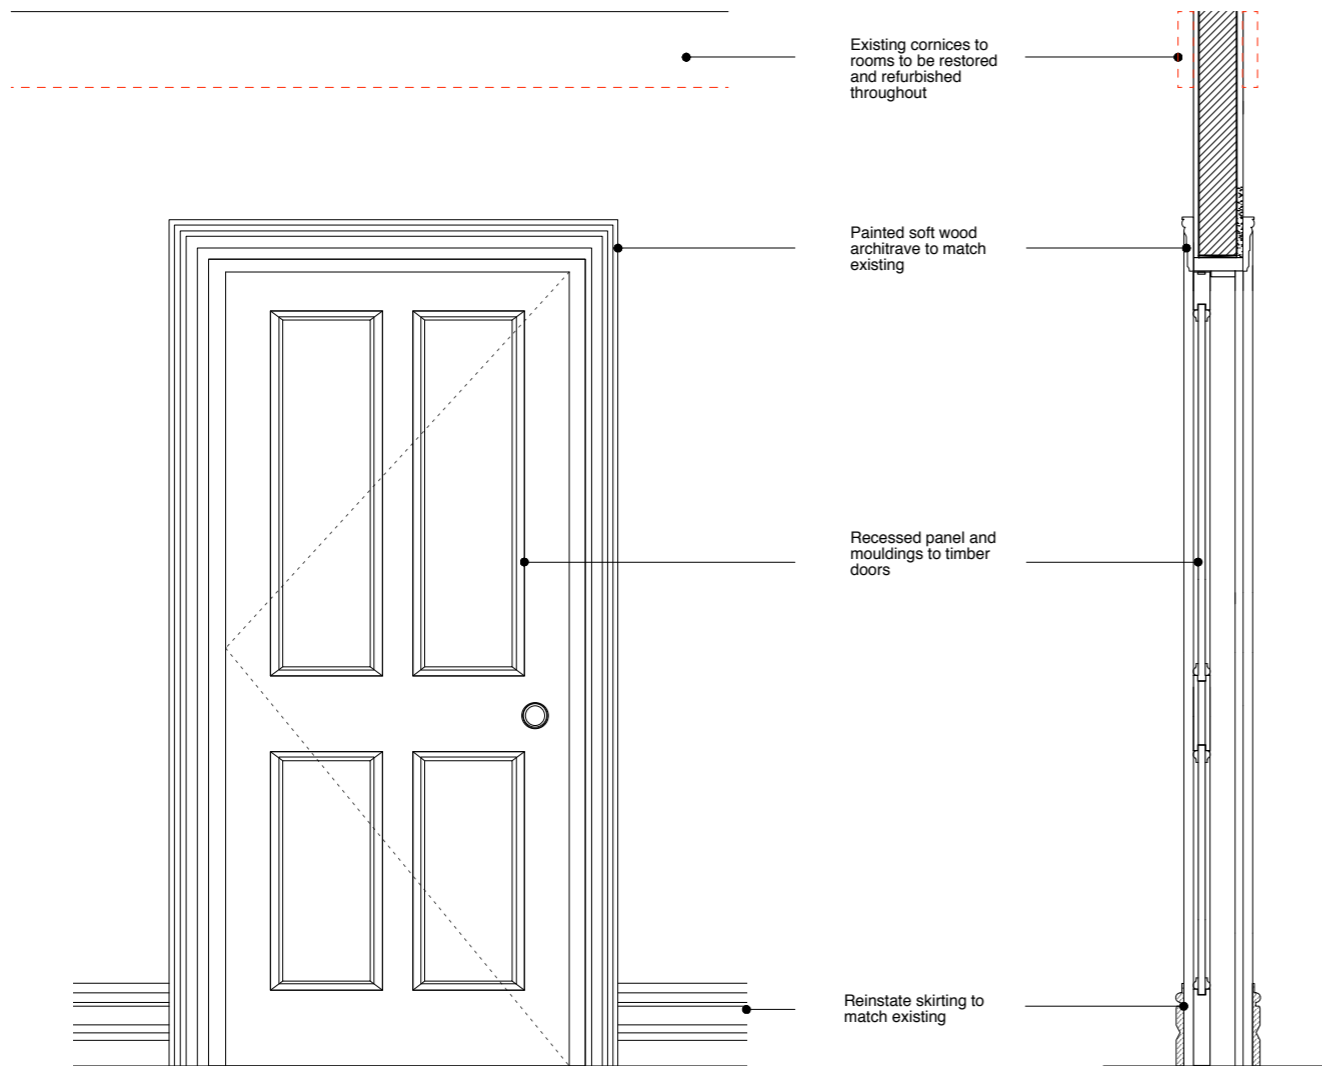 Existing cornices to
rooms to be restored
and refurbished
throughout
Painted soft wood
architrave to match
existing
Recessed panel and
mouldings to timber
doors
Reinstate skirting to
match existing